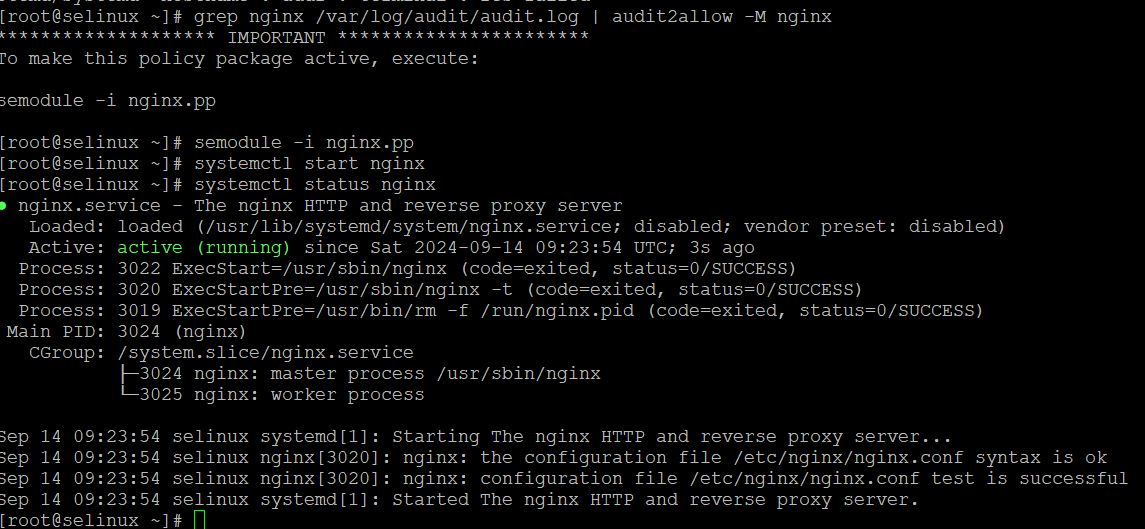 [root@selinux ~]# grep nginx /var/log/audit/audit.log | audit2allow -M nginx
******************** IMPORTANT ***********************
To make this policy package active, execute:
semodule -i nginx.pp
[root@selinux ~]# semodule -i nginx.pp
[root@selinux ~]# systemctl start nginx
[root@selinux ~]# systemctl status nginx
● nginx.service - The nginx HTTP and reverse proxy server
Loaded: loaded (/usr/lib/systemd/system/nginx.service; disabled; vendor preset: disabled)
Active: active (running) since Sat 2024-09-14 09:23:54 UTC; 3s ago
Process: 3022 ExecStart=/usr/sbin/nginx (code=exited, status=0/SUCCESS)
Process: 3020 ExecStartPre=/usr/sbin/nginx -t (code=exited, status=0/SUCCESS)
Process: 3019 ExecStartPre=/usr/bin/rm -f /run/nginx.pid (code=exited, status=0/SUCCESS)
Main PID: 3024 (nginx)
CGroup: /system.slice/nginx.service
├─3024 nginx: master process /usr/sbin/nginx
└─3025 nginx: worker process
Sep 14 09:23:54 selinux systemd[1]: Starting The nginx HTTP and reverse proxy server...
Sep 14 09:23:54 selinux nginx[3020]: nginx: the configuration file /etc/nginx/nginx.conf syntax is ok
Sep 14 09:23:54 selinux nginx[3020]: nginx: configuration file /etc/nginx/nginx.conf test is successful
Sep 14 09:23:54 selinux systemd[1]: Started The nginx HTTP and reverse proxy server.
[root@selinux ~]#